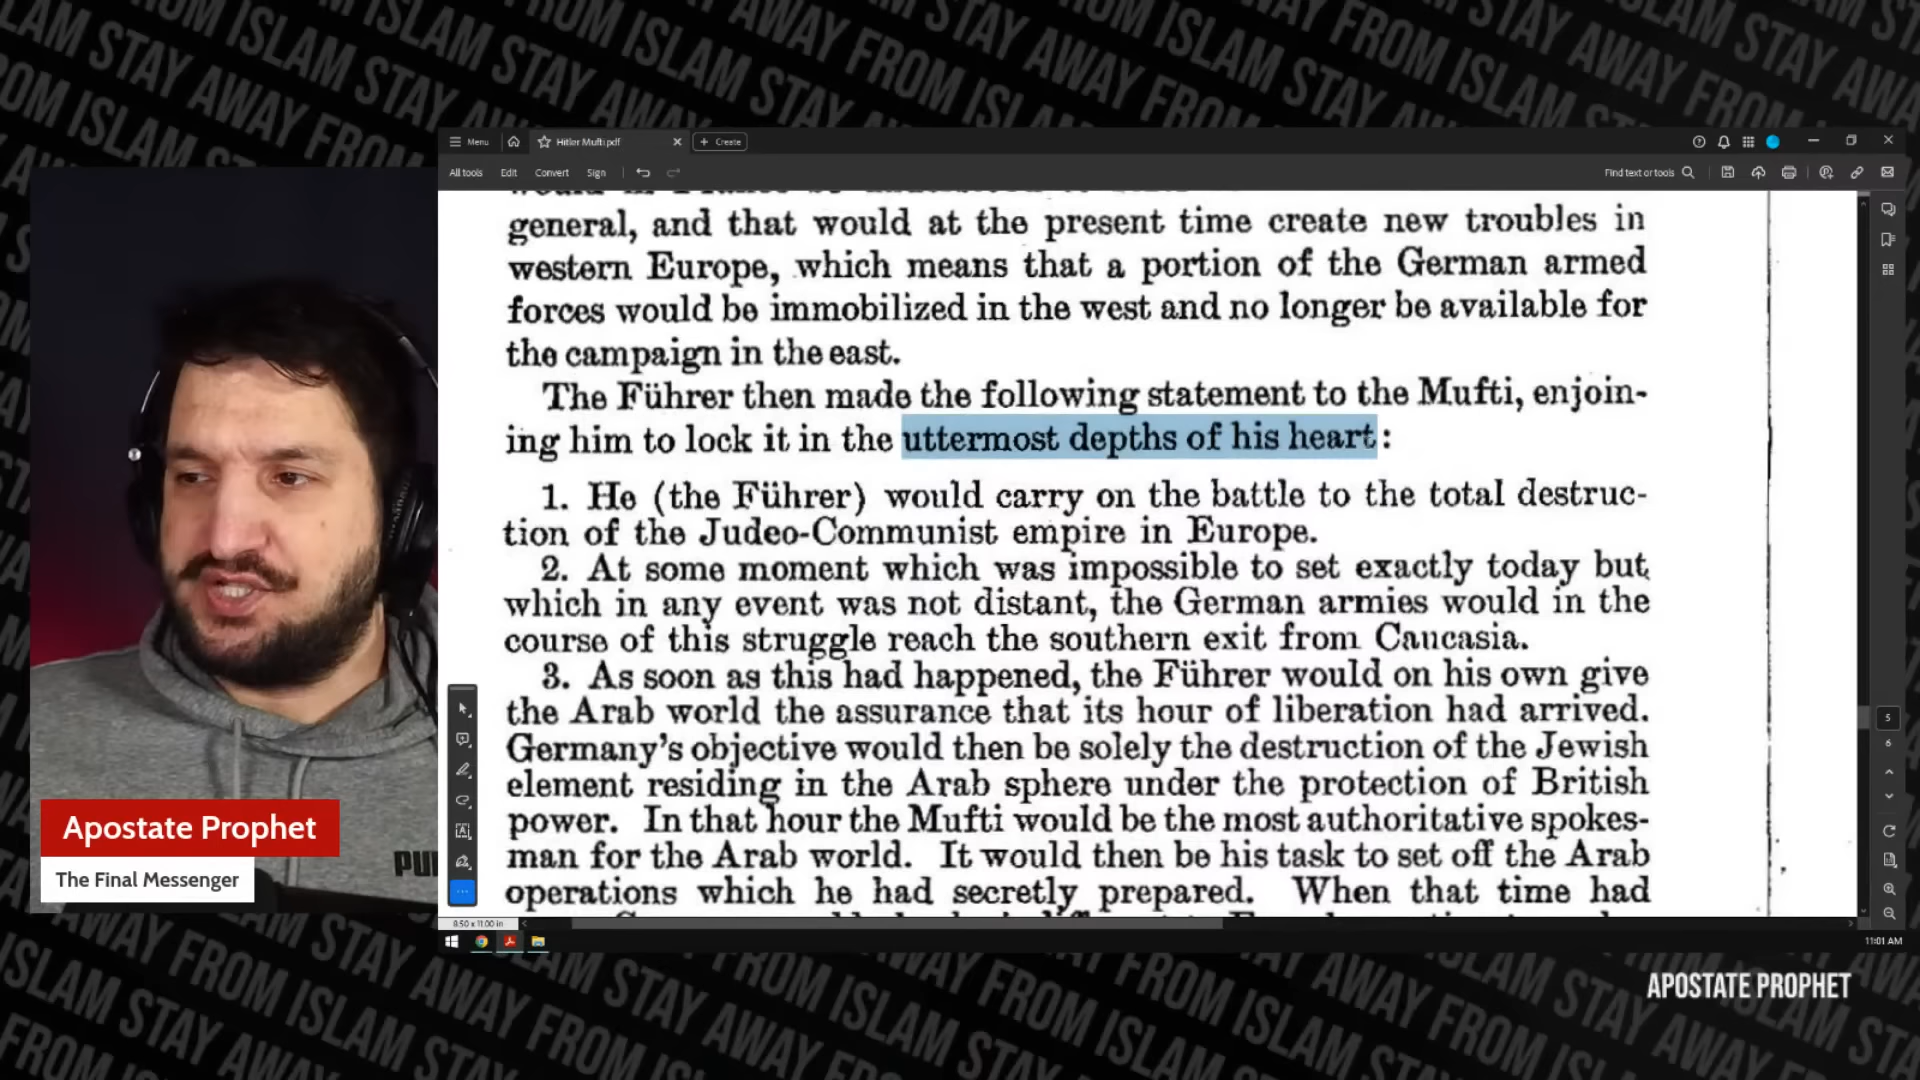 STAY AWAY FROM ISLAM
Menu
Hitler Mufti.pdf
Create
All tools
Edit
Convert
Sign
Find text or tools
general, and that would at the present time create new troubles in
western Europe, which means that a portion of the German armed
forces would be immobilized in the west and no longer be available for
the campaign in the east.
The Führer then made the following statement to the Mufti, enjoin-
ing him to lock it in the uttermost depths of his heart:
1. He (the Führer) would carry on the battle to the total destruc-
tion of the Judeo-Communist empire in Europe.
2. At some moment which was impossible to set exactly today but
which in any event was not distant, the German armies would in the
course of this struggle reach the southern exit from Caucasia.
3. As soon as this had happened, the Führer would on his own give
the Arab world the assurance that its hour of liberation had arrived.
Germany's objective would then be solely the destruction of the Jewish
element residing in the Arab sphere under the protection of British
power. In that hour the Mufti would be the most authoritative spokes-
man for the Arab world. It would then be his task to set off the Arab
operations which he had secretly prepared. When that time had
5
6
8.50 x 11.00 in
11:01 AM
Apostate Prophet
The Final Messenger
PU
APOSTATE PROPHET